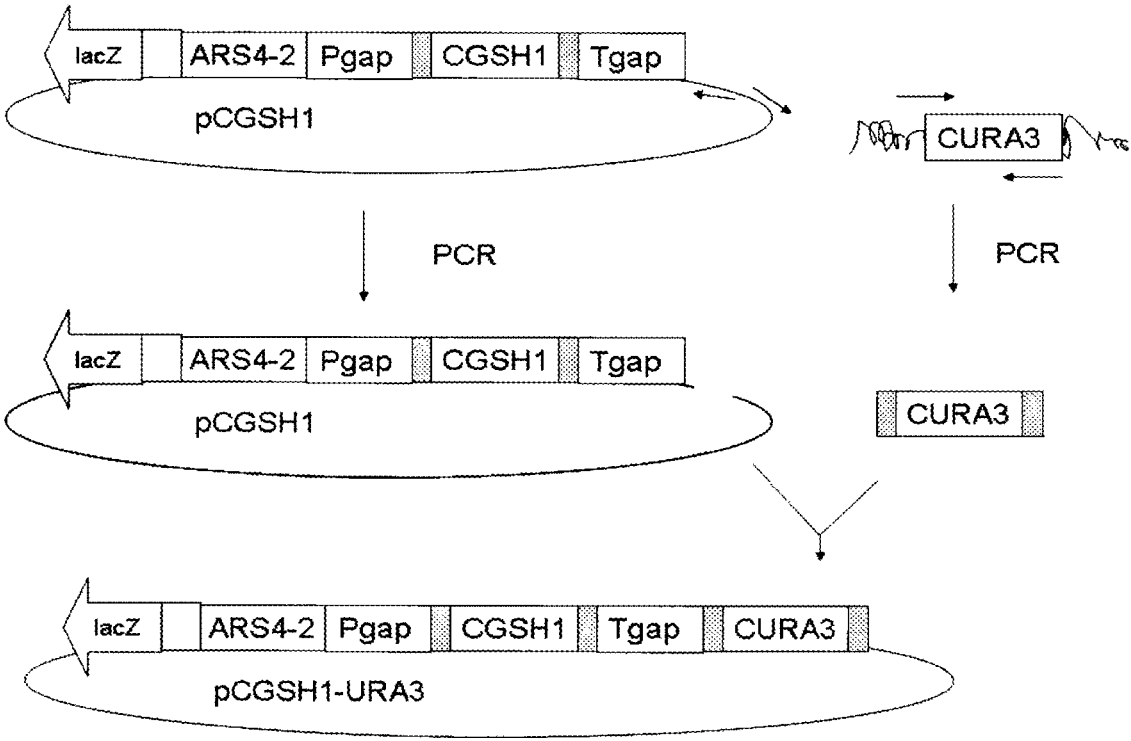 lacZ ARS4-2 Pgap CGSH1 Tgap
pCGSH1
CURA3
PCR
PCR
lacZ ARS4-2 Pgap CGSH1 Tgap
pCGSH1
CURA3
lacZ ARS4-2 Pgap CGSH1 Tgap CURA3
pCGSH1-URA3